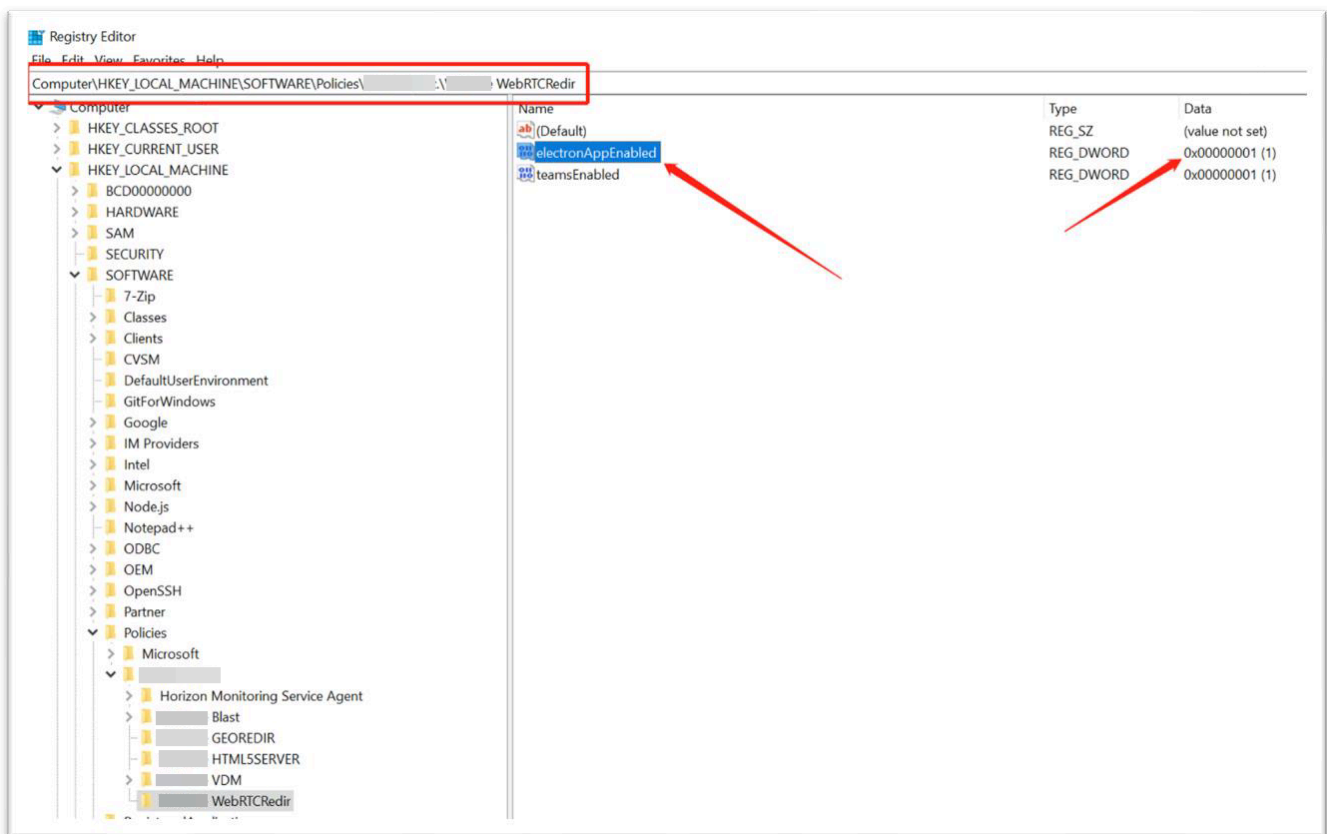 Registry Editor
File Edit View Favorites Help
Computer\HKEY_LOCAL_MACHINE\SOFTWARE\Policies\ .\ WebRTCRedir
Computer
HKEY_CLASSES_ROOT
HKEY_CURRENT_USER
HKEY_LOCAL_MACHINE
BCD00000000
HARDWARE
SAM
SECURITY
SOFTWARE
7-Zip
Classes
Clients
CVSM
DefaultUserEnvironment
GitForWindows
Google
IM Providers
Intel
Microsoft
Node.js
Notepad++
ODBC
OEM
OpenSSH
Partner
Policies
Microsoft
Horizon Monitoring Service Agent
Blast
GEOREDIR
HTML5SERVER
VDM
WebRTCRedir
Name Type Data
ab (Default) REG_SZ (value not set)
electronAppEnabled REG_DWORD 0x00000001 (1)
teamsEnabled REG_DWORD 0x00000001 (1)